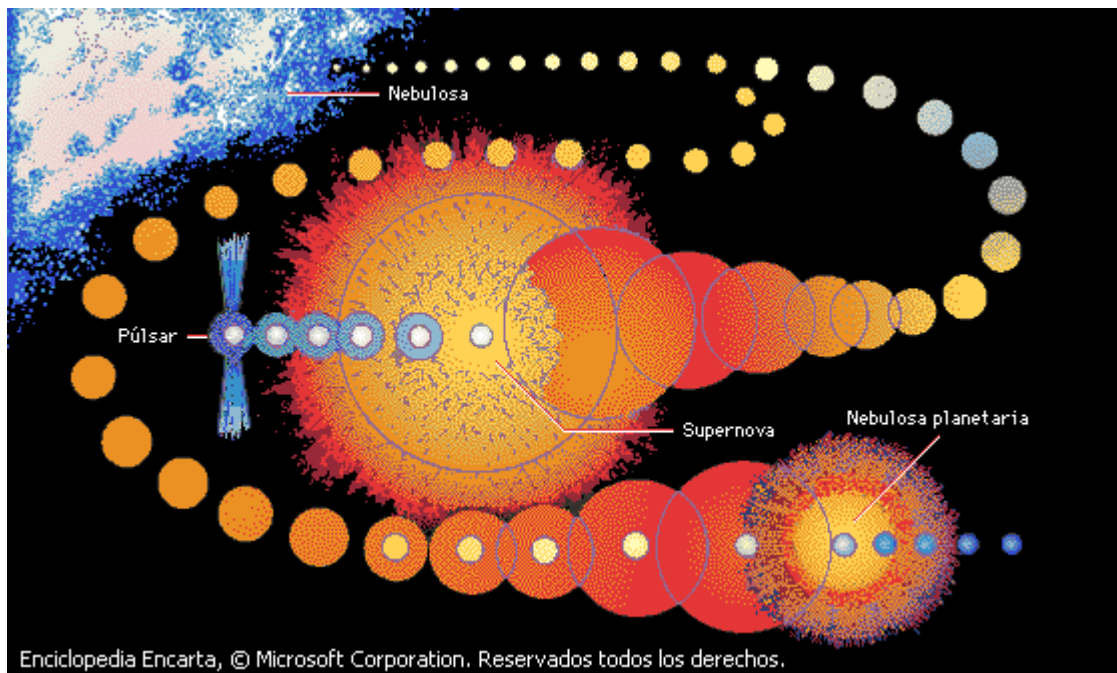 Nebulosa
Púlsar
Supernova
Nebulosa planetaria
Enciclopedia Encarta, © Microsoft Corporation. Reservados todos los derechos.